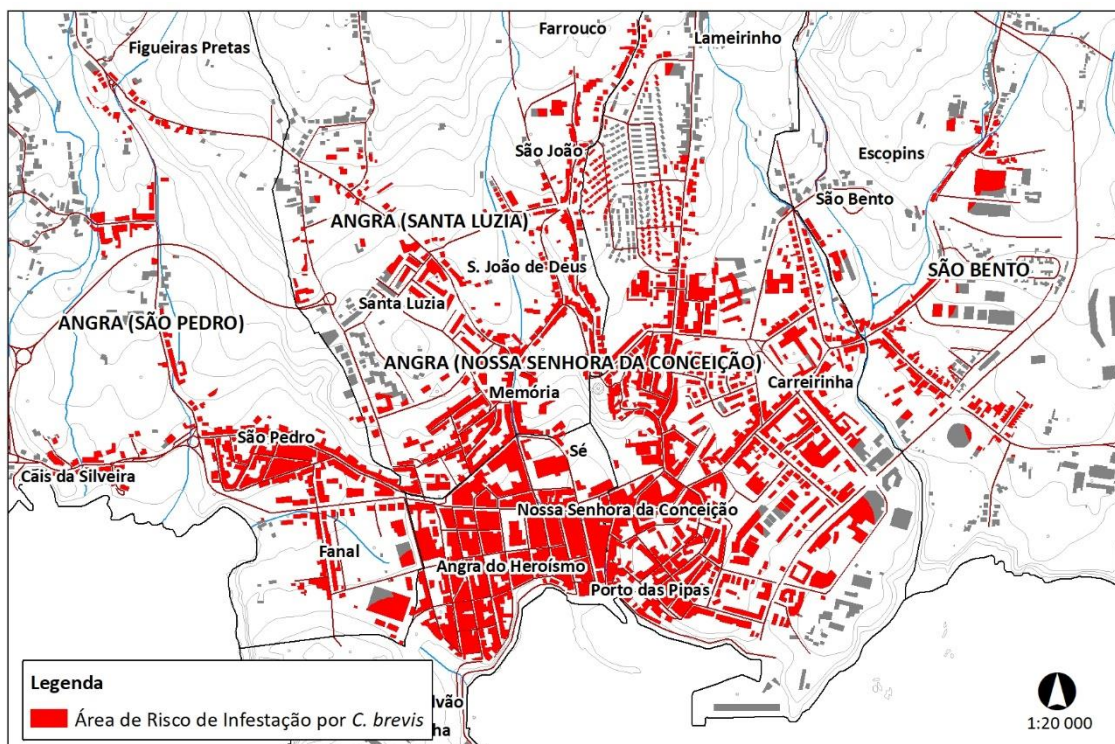 Farrouco
Lameirinho
Figueiras Pretas
São João
Escopins
São Bento
ANGRA (SANTA LUZIA)
S. João de Deus
SÃO BENTO
Santa Luzia
ANGRA (SÃO PEDRO)
ANGRA (NOSSA SENHORA DA CONCEIÇÃO)
Carreirinha
Memória
São Pedro
Sé
Cais da Silveira
Nossa Senhora da Conceição
Fanal
Angra do Heroísmo
Porto das Pipas
Legenda
Área de Risco de Infestação por C. brevis
lvão
ha
1:20 000